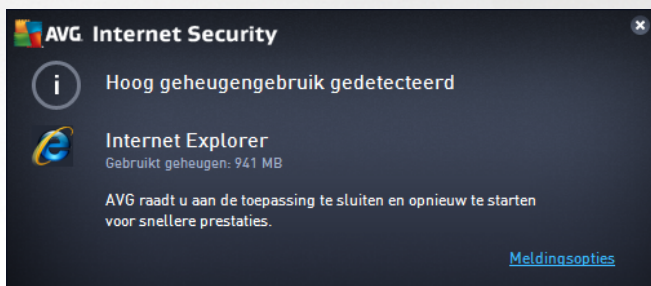 AVG. Internet Security
Hoog geheugengebruik gedetecteerd
Internet Explorer
Gebruikt geheugen: 941 MB
AVG raadt u aan de toepassing te sluiten en opnieuw te starten
voor snellere prestaties.
Meldingsopties